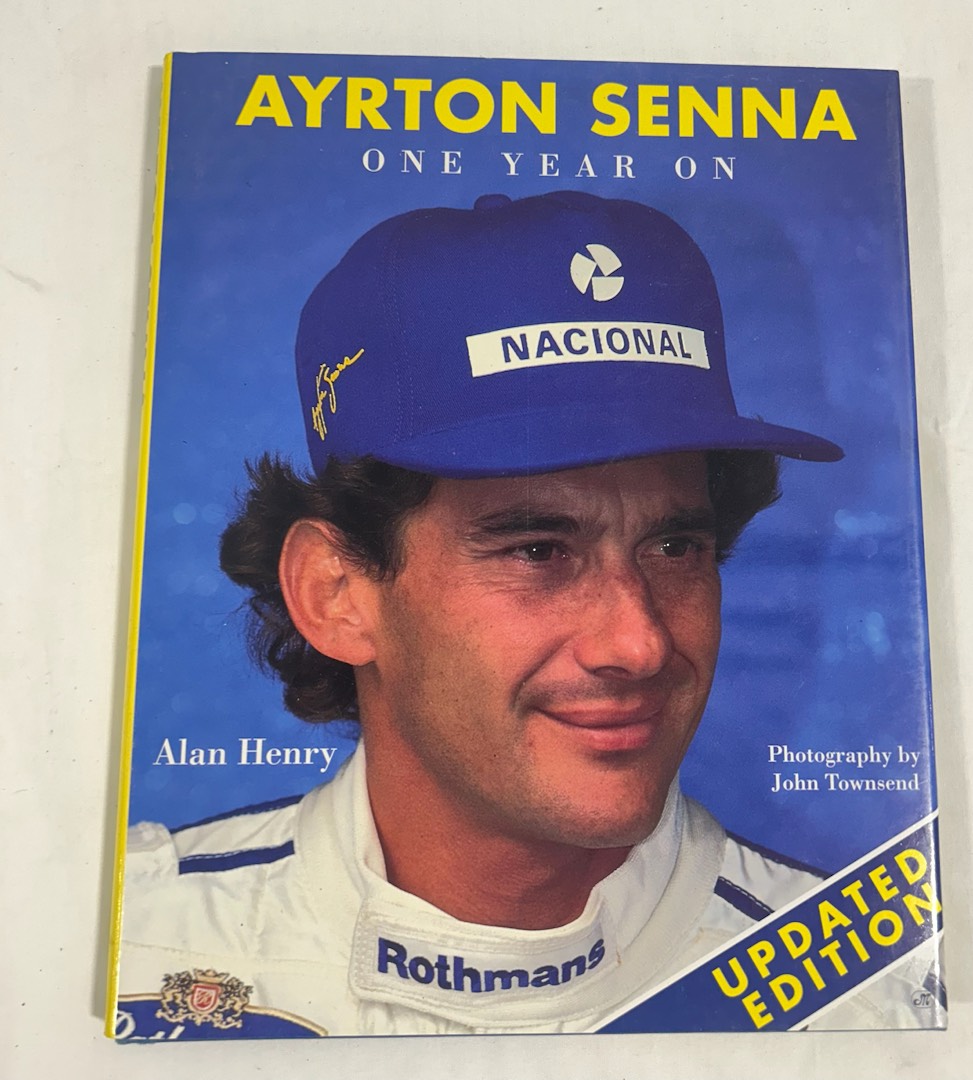 AYRTON SENNA
ONE YEAR ON
NACIONAL
Alan Henry
Photography by
John Townsend
UPDATED
EDITION
Rothmans